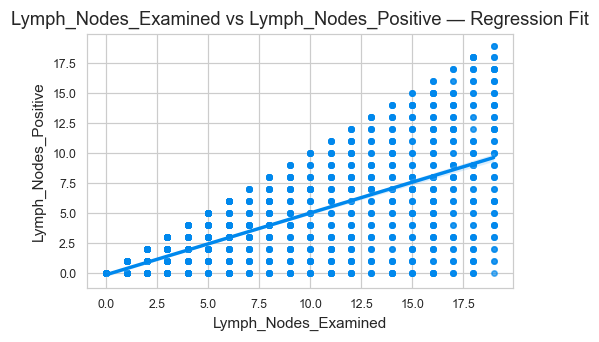 Lymph_Nodes_Examined vs Lymph_Nodes_Positive — Regression Fit
Lymph_Nodes_Positive
17.5
15.0
12.5
10.0
7.5
5.0
2.5
0.0
0.0 2.5 5.0 7.5 10.0 12.5 15.0 17.5
Lymph_Nodes_Examined